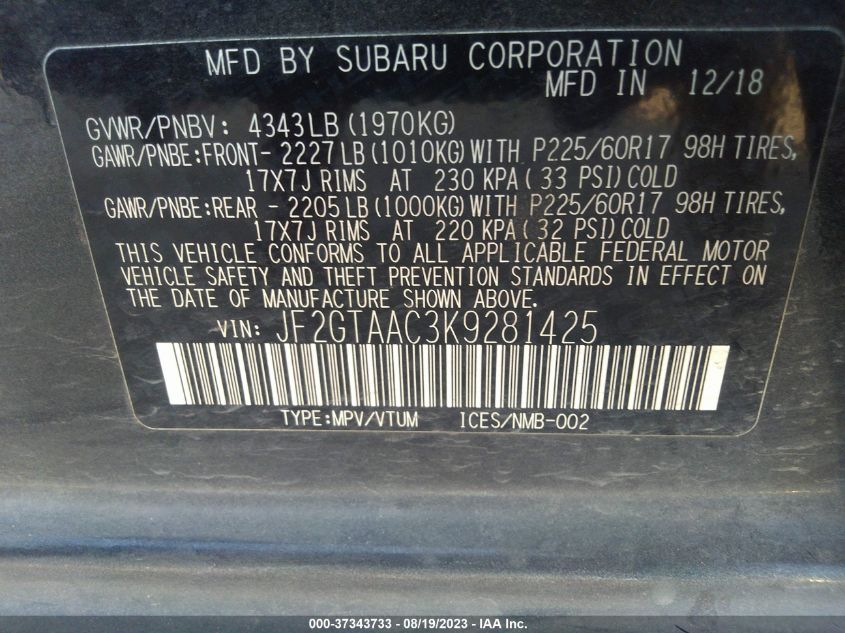 MFD BY SUBARU CORPORATION
MFD IN 12/18
GVWR/PNBV: 4343LB (1970KG)
GAWR/PNBE:FRONT- 2227 LB (1010KG) WITH P225/60R17 98H TIRES,
17X7J RIMS AT 230 KPA ( 33 PSI) COLD
GAWR/PNBE:REAR - 2205 LB (1000KG) WITH P225/60R17 98H TIRES,
17X7J RIMS AT 220 KPA ( 32 PSI) COLD
THIS VEHICLE CONFORMS TO ALL APPLICABLE FEDERAL MOTOR
VEHICLE SAFETY AND THEFT PREVENTION STANDARDS IN EFFECT ON
THE DATE OF MANUFACTURE SHOWN ABOVE.
VIN: JF2GTAAC3K9281425
TYPE:MPV/VTUM ICES/NMB-002
000-37343733 — 08/19/2023 — IAA Inc.